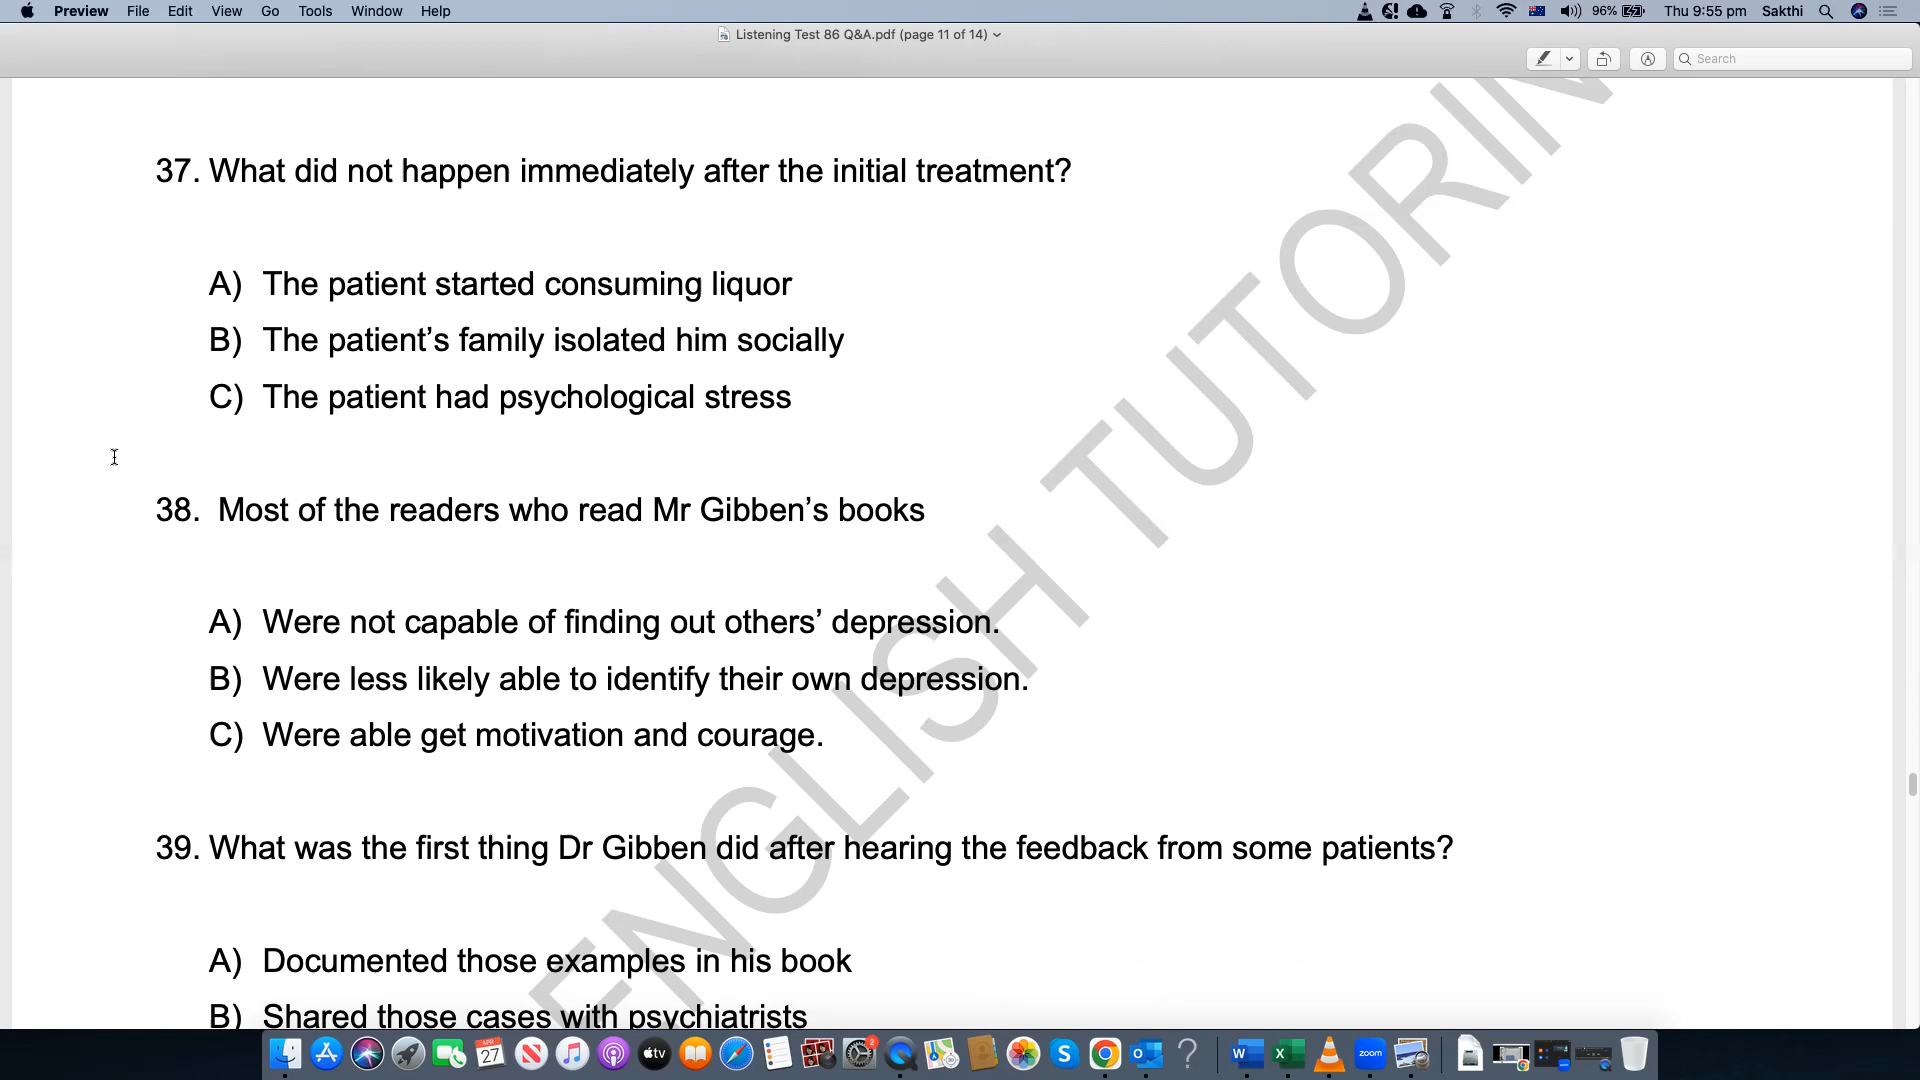 Preview File Edit View Go Tools Window Help
96% Thu 9:55 pm Sakthi
Listening Test 86 Q&A.pdf (page 11 of 14)
Search
37. What did not happen immediately after the initial treatment?
A) The patient started consuming liquor
B) The patient’s family isolated him socially
C) The patient had psychological stress
38. Most of the readers who read Mr Gibben’s books
A) Were not capable of finding out others’ depression.
B) Were less likely able to identify their own depression.
C) Were able get motivation and courage.
39. What was the first thing Dr Gibben did after hearing the feedback from some patients?
A) Documented those examples in his book
B) Shared those cases with psychiatrists
ENGLISH TUTORIN
APR
27
tv
2
S
W
X
zoom